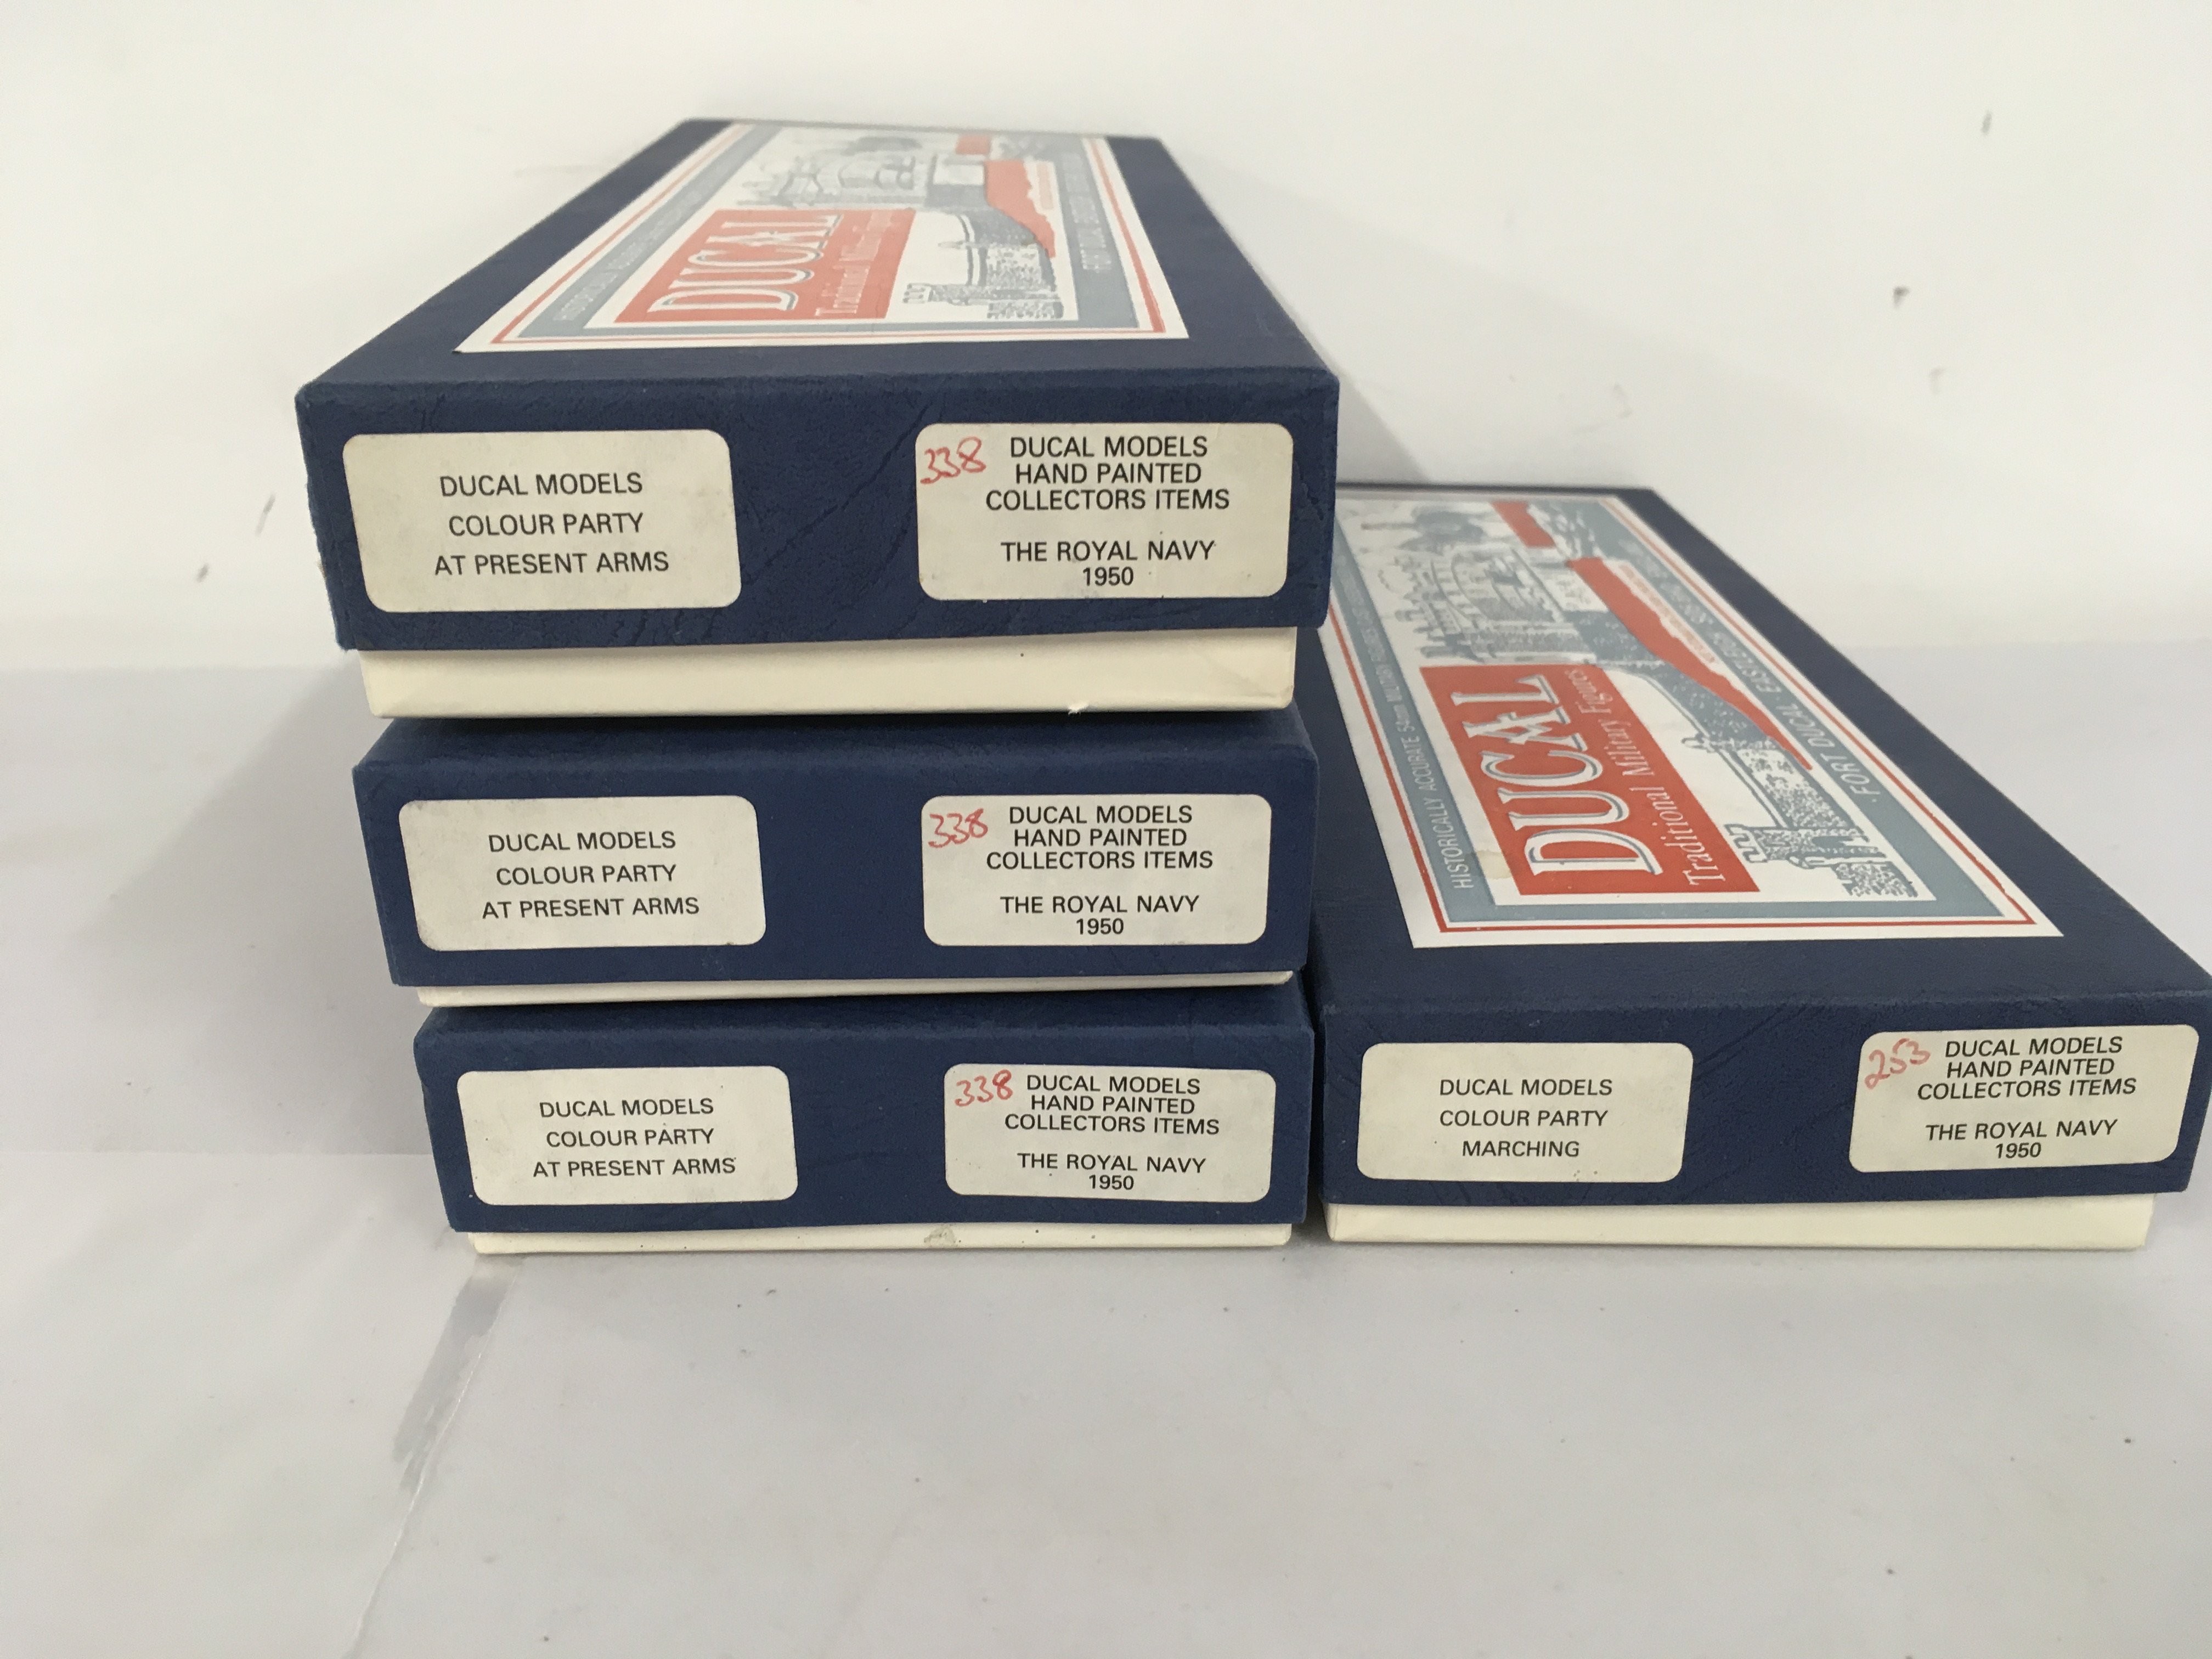 DUCAL
DUCAL MODELS
COLOUR PARTY
AT PRESENT ARMS
338
DUCAL MODELS
HAND PAINTED
COLLECTORS ITEMS
THE ROYAL NAVY
1950
DUCAL MODELS
COLOUR PARTY
AT PRESENT ARMS
338
DUCAL MODELS
HAND PAINTED
COLLECTORS ITEMS
THE ROYAL NAVY
1950
DUCAL MODELS
COLOUR PARTY
AT PRESENT ARMS
338
DUCAL MODELS
HAND PAINTED
COLLECTORS ITEMS
THE ROYAL NAVY
1950
HISTORICALLY ACCURATE 54mm MILITARY FIGURES
DUCAL
Traditional Military Figures
FORT DUCAL EASTLEIGH
DUCAL MODELS
COLOUR PARTY
MARCHING
253
DUCAL MODELS
HAND PAINTED
COLLECTORS ITEMS
THE ROYAL NAVY
1950